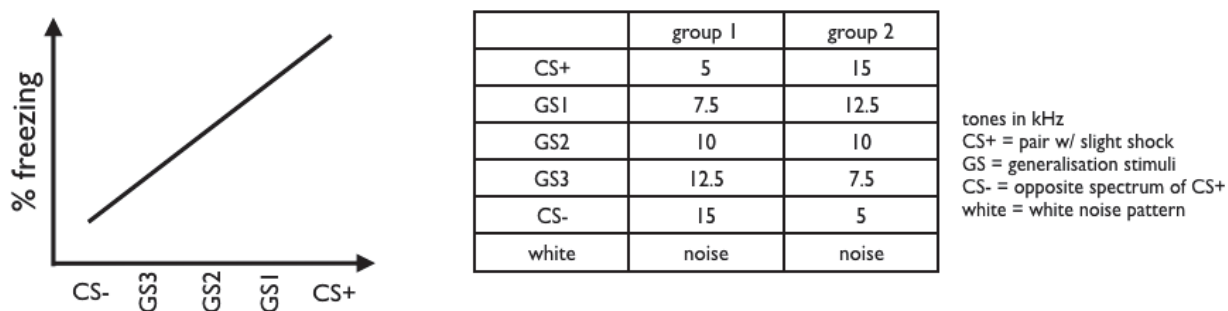 % freezing
CS- GS3 GS2 GS1 CS+
group 1 group 2
CS+ 5 15
GS1 7.5 12.5
GS2 10 10
GS3 12.5 7.5
CS- 15 5
white noise noise
tones in kHz
CS+ = pair w/ slight shock
GS = generalisation stimuli
CS- = opposite spectrum of CS+
white = white noise pattern